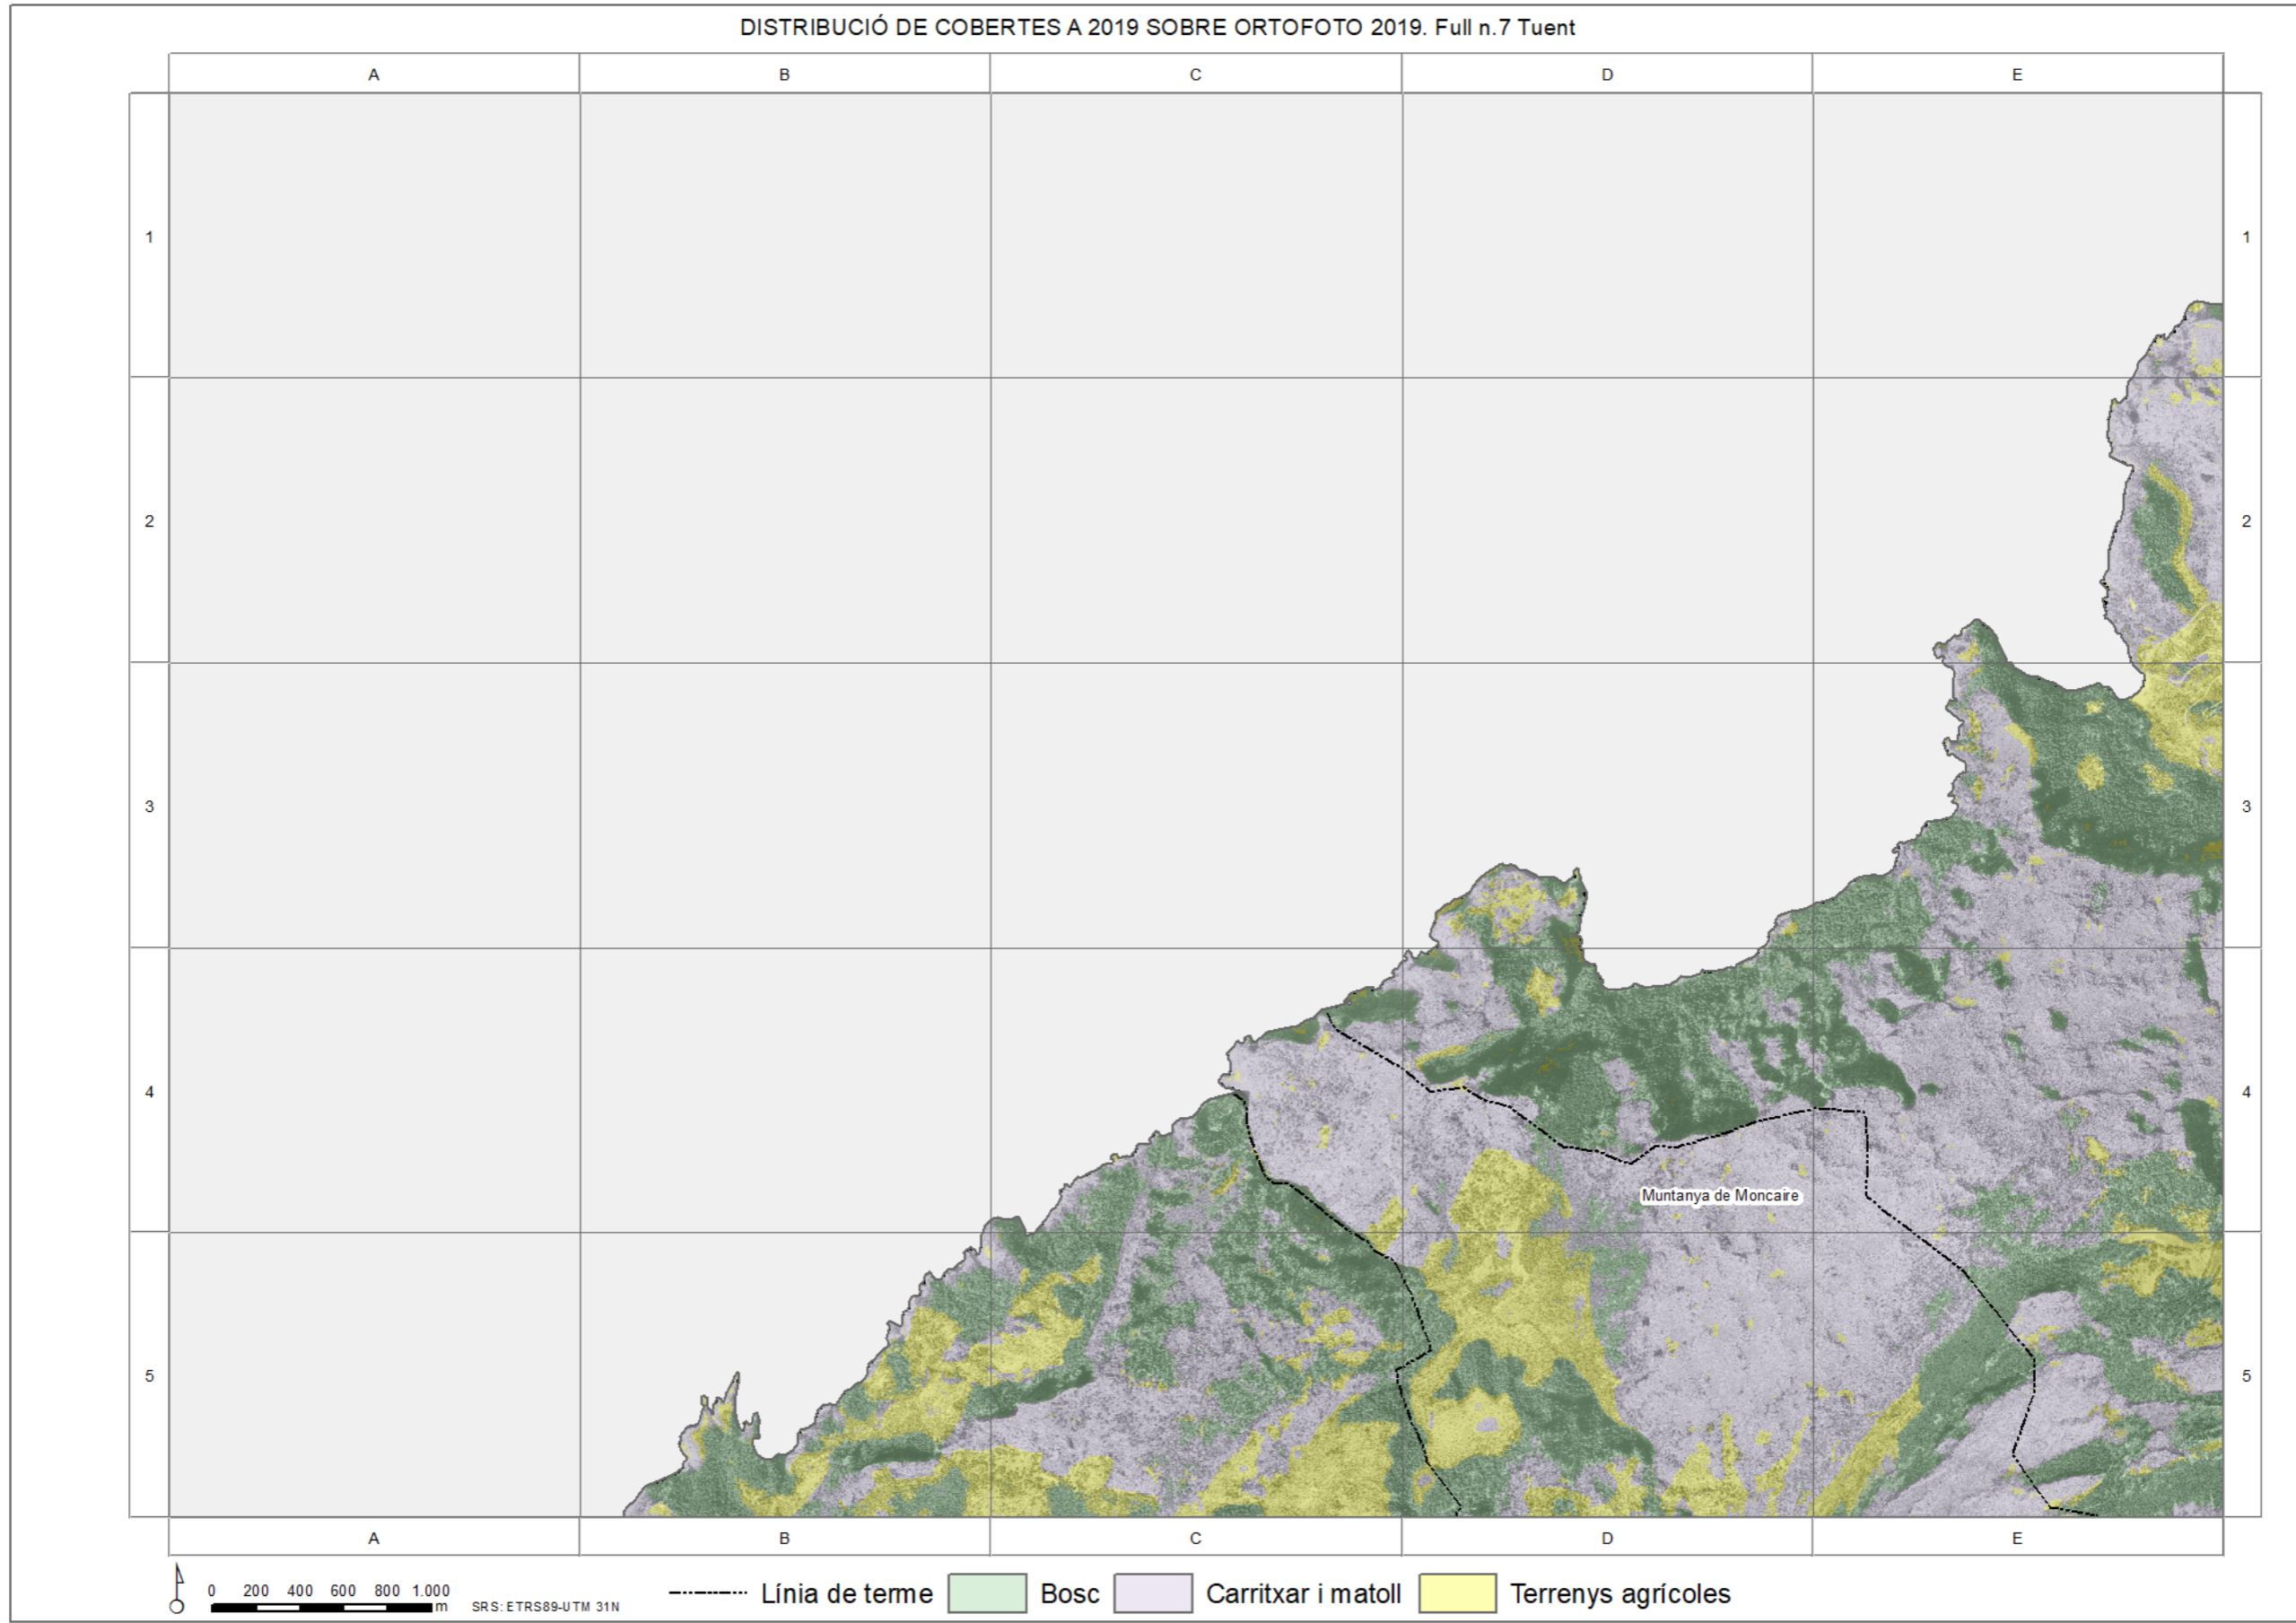 DISTRIBUCIÓ DE COBERTES A 2019 SOBRE ORTOFOTO 2019. Full n.7 Tuent
A B C D E
1 1
2 2
3 3
4 4
Muntanya de Moncaire
5 5
A B C D E
0 200 400 600 800 1.000
m
SRS: ETRS89-UTM 31N
Línia de terme
Bosc
Carritxar i matoll
Terrenys agrícoles